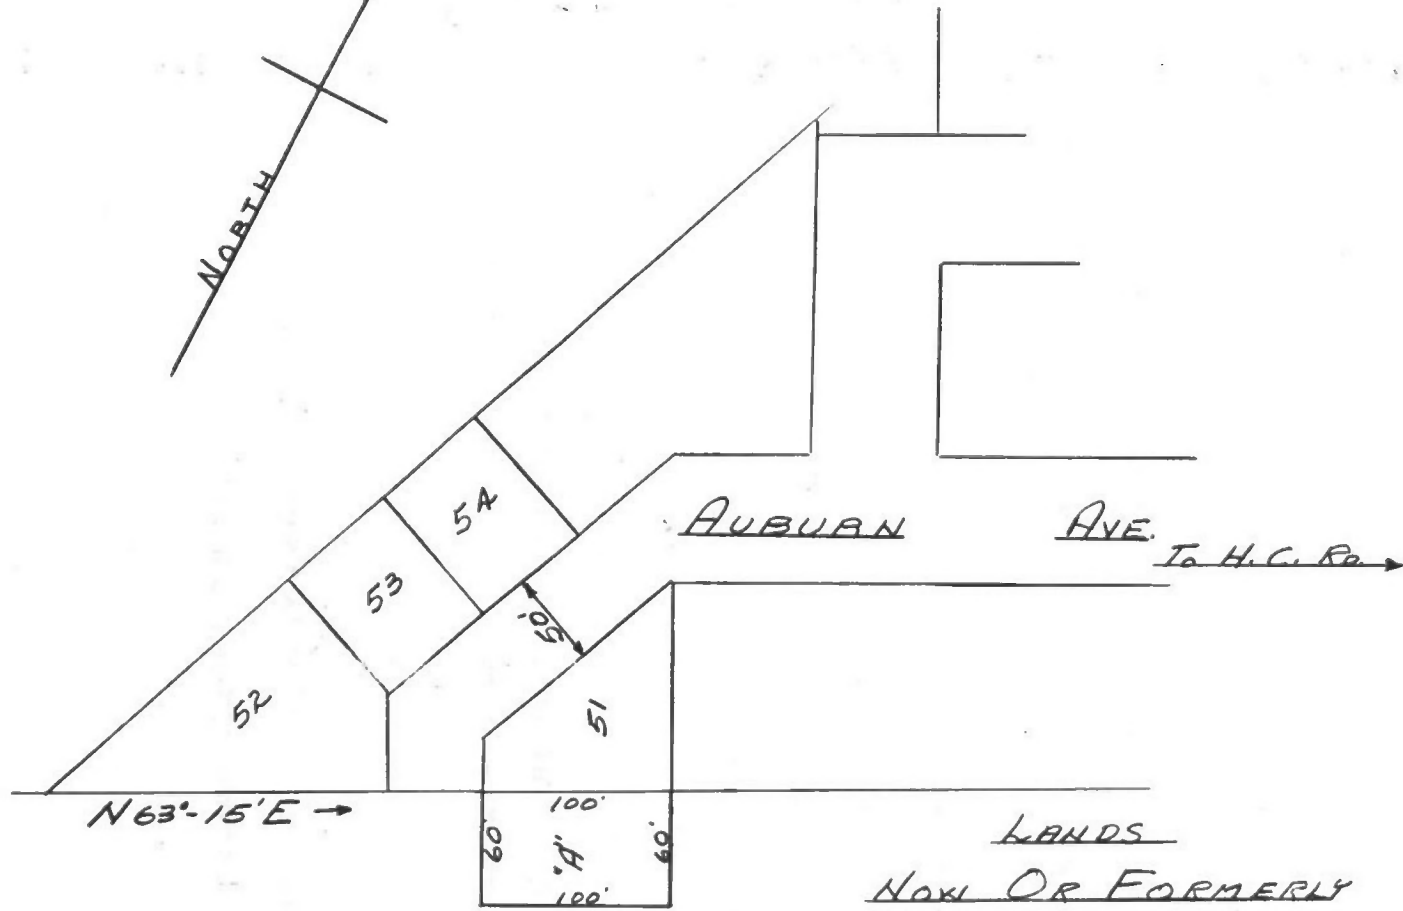 NORTH
54
53
52
51
50'
AUBURN AVE.
To H.C. RD.
N63°-15'E
100'
60'
"A"
60'
100'
LANDS
NOW OR FORMERLY